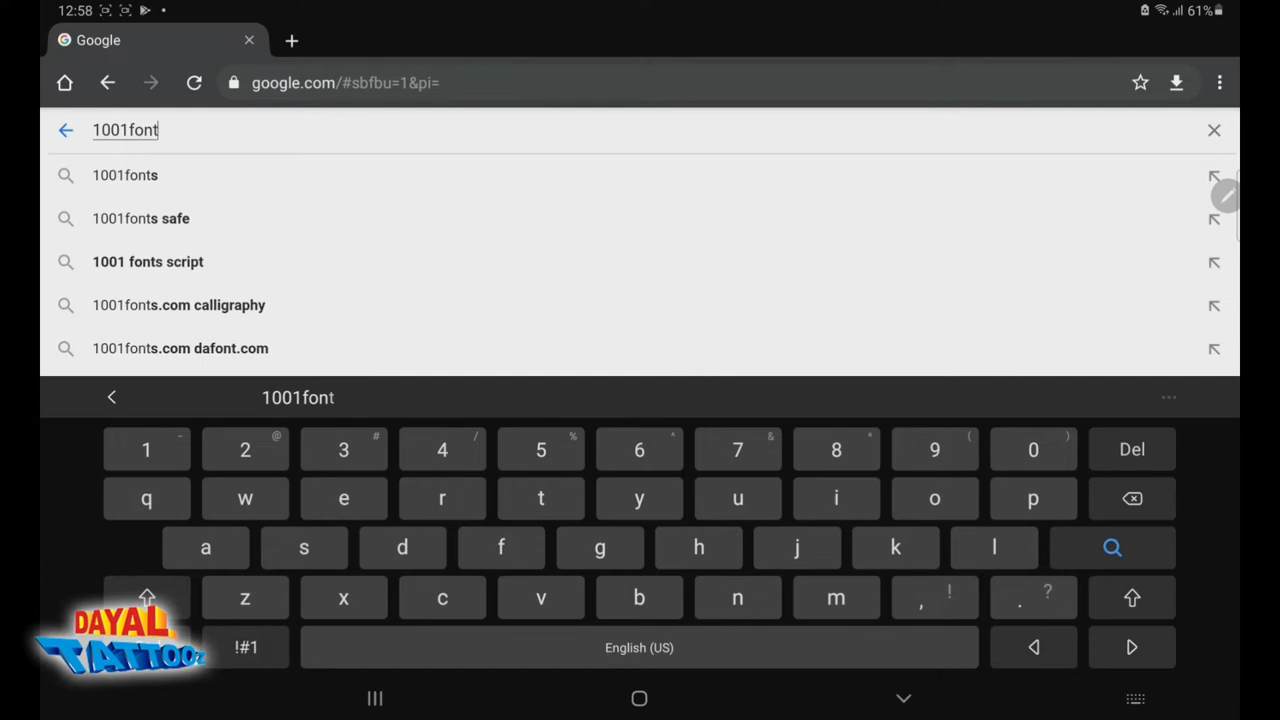 12:58
61%
Google
google.com/#sbfbu=1&pi=
1001font
1001fonts
1001fonts safe
1001 fonts script
1001fonts.com calligraphy
1001fonts.com dafont.com
1001font
1 - 2 @ 3 # 4 / 5 % 6 ^ 7 & 8 * 9 ( 0 ) Del
q w e r t y u i o p
a s d f g h j k l
z x c v b n m , ! . ?
!#1 English (US)
DAYAL
TATTOOZ